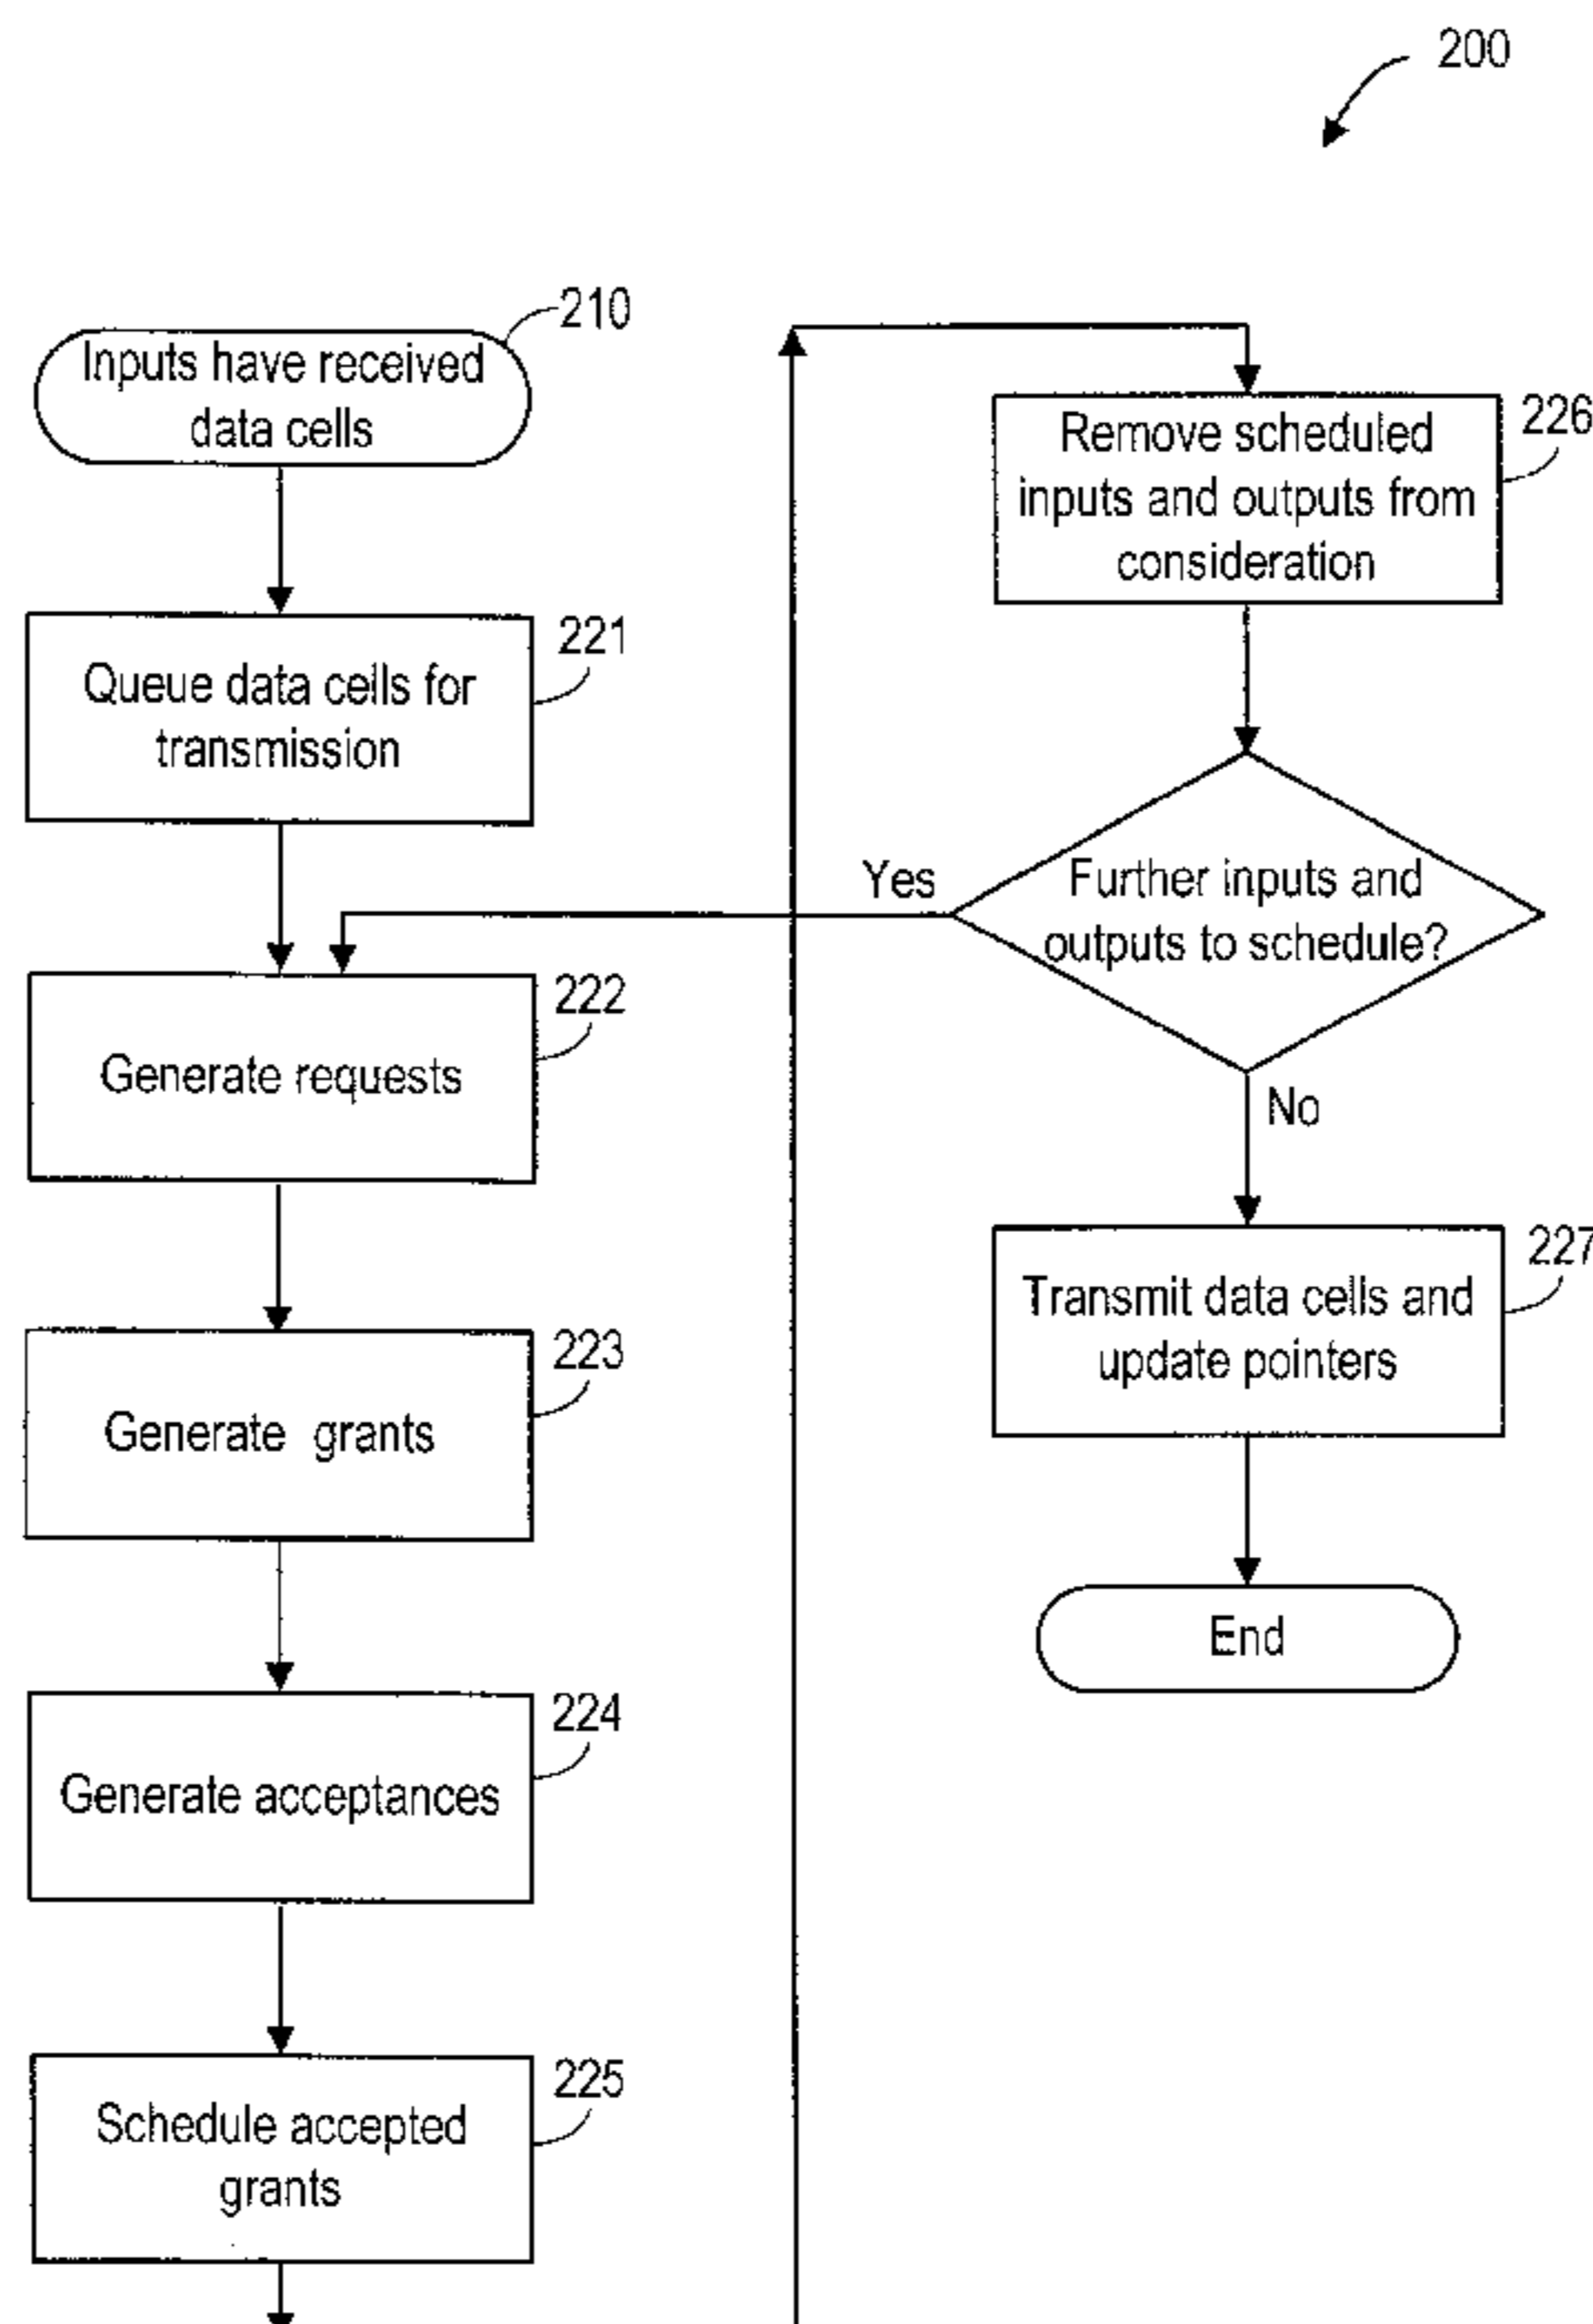 200
210
Inputs have received
data cells
221
Queue data cells for
transmission
222
Generate requests
223
Generate grants
224
Generate acceptances
225
Schedule accepted
grants
226
Remove scheduled
inputs and outputs from
consideration
Yes
Further inputs and
outputs to schedule?
No
227
Transmit data cells and
update pointers
End